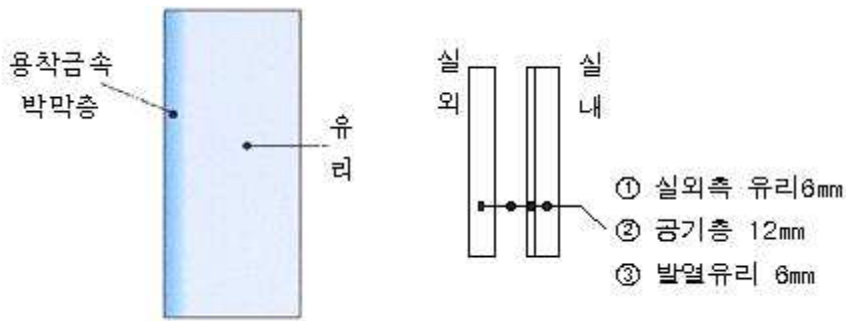 용착금속
박막층
유
리
실
외
실
내
① 실외측 유리6mm
② 공기층 12mm
③ 발열유리 6mm